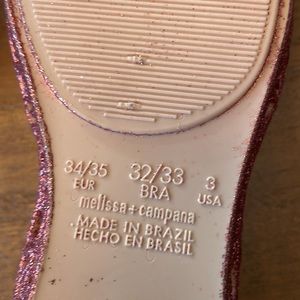 34/35 32/33 3
EUR BRA USA
melissa + campana
MADE IN BRAZIL
HECHO EN BRASIL